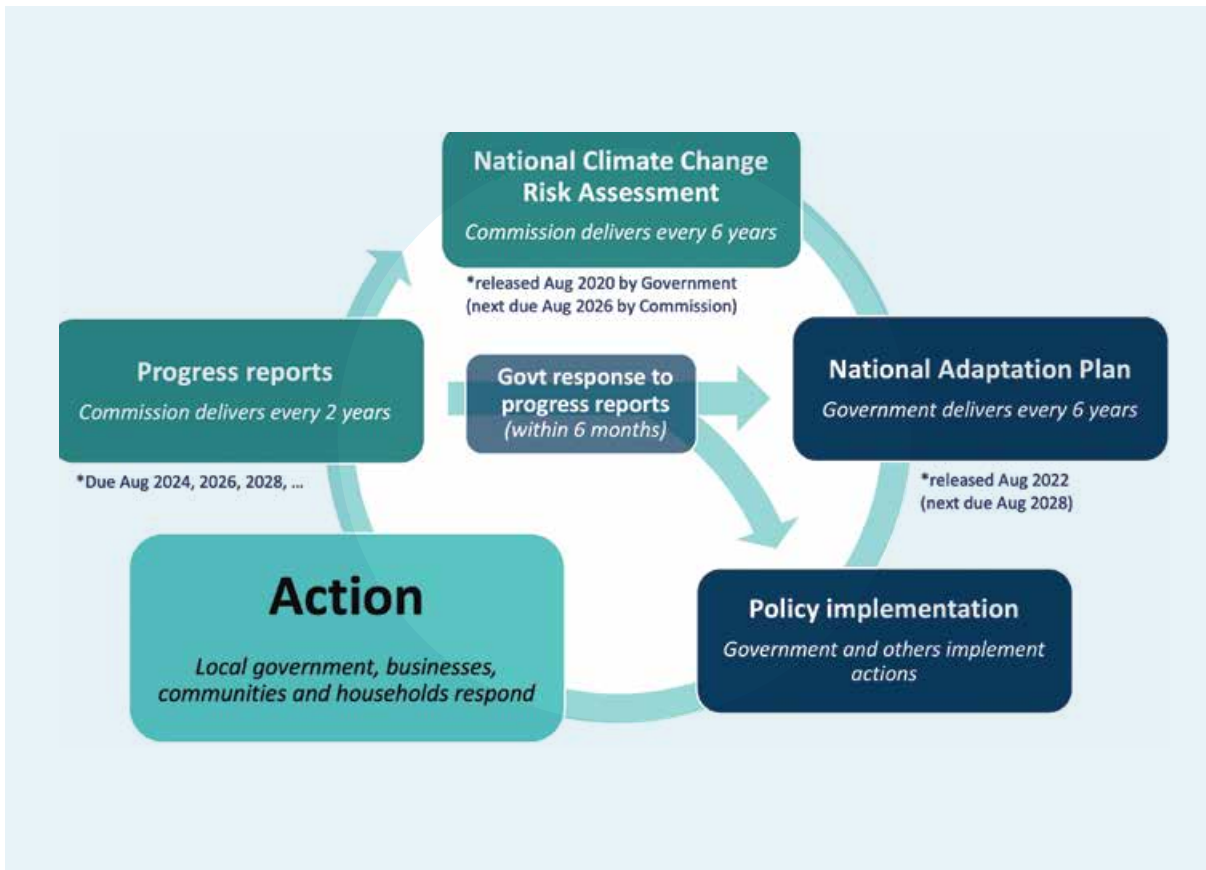 National Climate Change
Risk Assessment
Commission delivers every 6 years
*released Aug 2020 by Government
(next due Aug 2026 by Commission)
Progress reports
Commission delivers every 2 years
*Due Aug 2024, 2026, 2028, ...
Govt response to
progress reports
(within 6 months)
National Adaptation Plan
Government delivers every 6 years
*released Aug 2022
(next due Aug 2028)
Action
Local government, businesses,
communities and households respond
Policy implementation
Government and others implement
actions